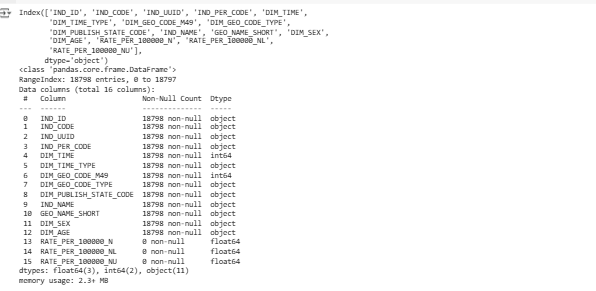 Index(['IND_ID', 'IND_CODE', 'IND_UUID', 'IND_PER_CODE', 'DIM_TIME',
'DIM_TIME_TYPE', 'DIM_GEO_CODE_M49', 'DIM_GEO_CODE_TYPE',
'DIM_PUBLISH_STATE_CODE', 'IND_NAME', 'GEO_NAME_SHORT', 'DIM_SEX',
'DIM_AGE', 'RATE_PER_100000_N', 'RATE_PER_100000_NL',
'RATE_PER_100000_NU'],
dtype='object')
<class 'pandas.core.frame.DataFrame'>
RangeIndex: 18798 entries, 0 to 18797
Data columns (total 16 columns):
# Column Non-Null Count Dtype
--- ------ -------------- -----
0 IND_ID 18798 non-null object
1 IND_CODE 18798 non-null object
2 IND_UUID 18798 non-null object
3 IND_PER_CODE 18798 non-null object
4 DIM_TIME 18798 non-null int64
5 DIM_TIME_TYPE 18798 non-null object
6 DIM_GEO_CODE_M49 18798 non-null int64
7 DIM_GEO_CODE_TYPE 18798 non-null object
8 DIM_PUBLISH_STATE_CODE 18798 non-null object
9 IND_NAME 18798 non-null object
10 GEO_NAME_SHORT 18798 non-null object
11 DIM_SEX 18798 non-null object
12 DIM_AGE 18798 non-null object
13 RATE_PER_100000_N 0 non-null float64
14 RATE_PER_100000_NL 0 non-null float64
15 RATE_PER_100000_NU 0 non-null float64
dtypes: float64(3), int64(2), object(11)
memory usage: 2.3+ MB